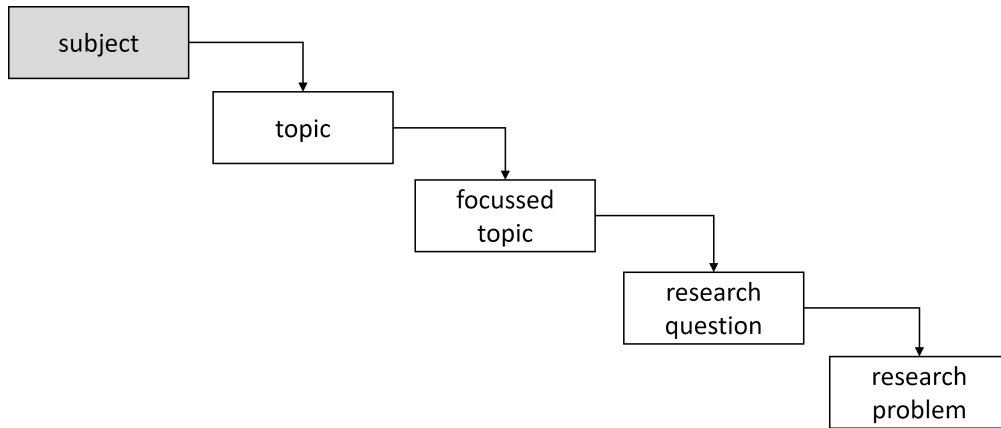 subject
topic
focussed
topic
research
question
research
problem